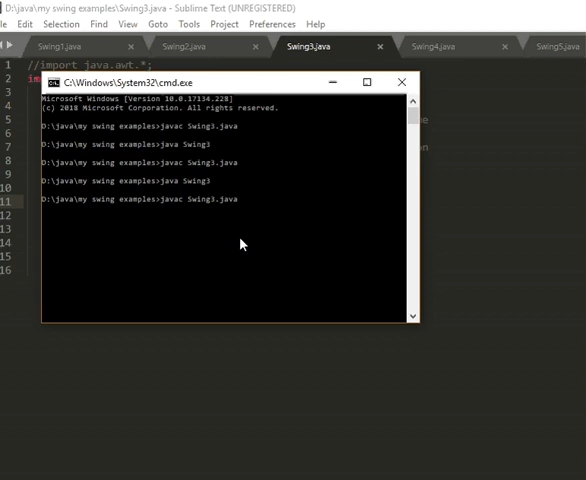 D:\java\my swing examples\Swing3.java - Sublime Text (UNREGISTERED)
le Edit Selection Find View Goto Tools Project Preferences Help
Swing1.java Swing2.java Swing3.java Swing4.java Swing5.java
1 //import java.awt.*;
2 im
3
4
5 me
6
7 on
8
9
10
11
12
13
14
15
16
C:\Windows\System32\cmd.exe
Microsoft Windows [Version 10.0.17134.228]
(c) 2018 Microsoft Corporation. All rights reserved.
D:\java\my swing examples>javac Swing3.java
D:\java\my swing examples>java Swing3
D:\java\my swing examples>javac Swing3.java
D:\java\my swing examples>java Swing3
D:\java\my swing examples>javac Swing3.java